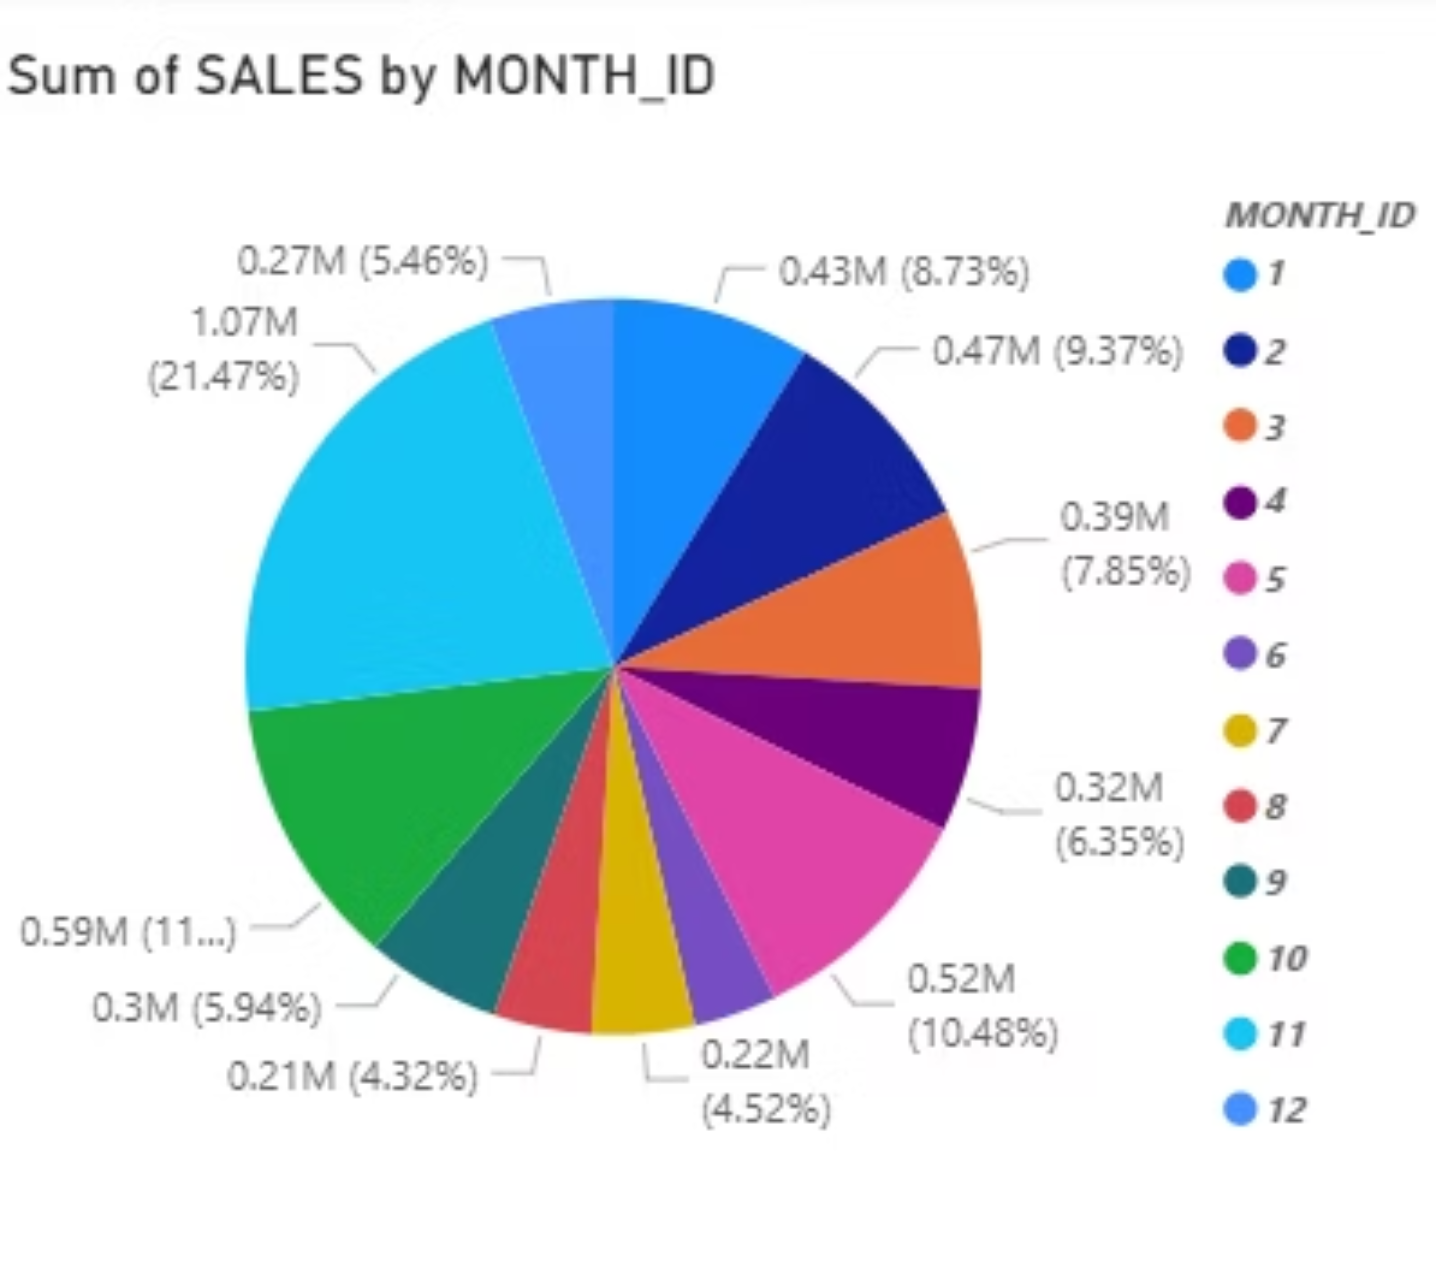 Sum of SALES by MONTH_ID
MONTH_ID
1
2
3
4
5
6
7
8
9
10
11
12
0.27M (5.46%)
0.43M (8.73%)
1.07M
(21.47%)
0.47M (9.37%)
0.39M
(7.85%)
0.32M
(6.35%)
0.59M (11...)
0.52M
(10.48%)
0.3M (5.94%)
0.22M
(4.52%)
0.21M (4.32%)